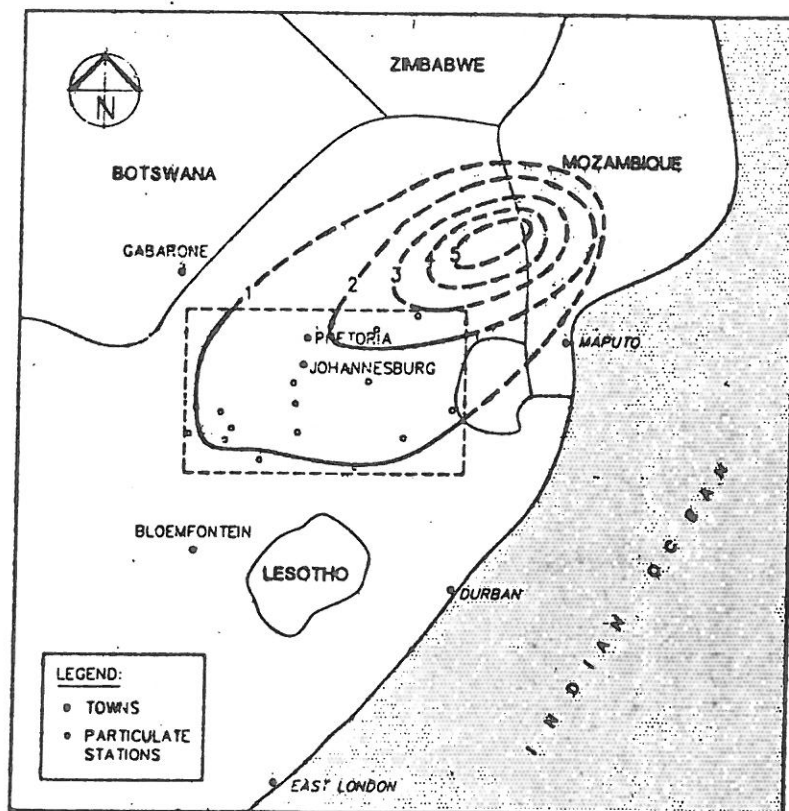 ZIMBABWE
N
BOTSWANA
MOZAMBIQUE
GABARONE
1
2
3
4
5
PRETORIA
MAPUTO
JOHANNESBURG
BLOEMFONTEIN
LESOTHO
DURBAN
INDIAN OCEAN
LEGEND:
TOWNS
PARTICULATE
STATIONS
EAST LONDON